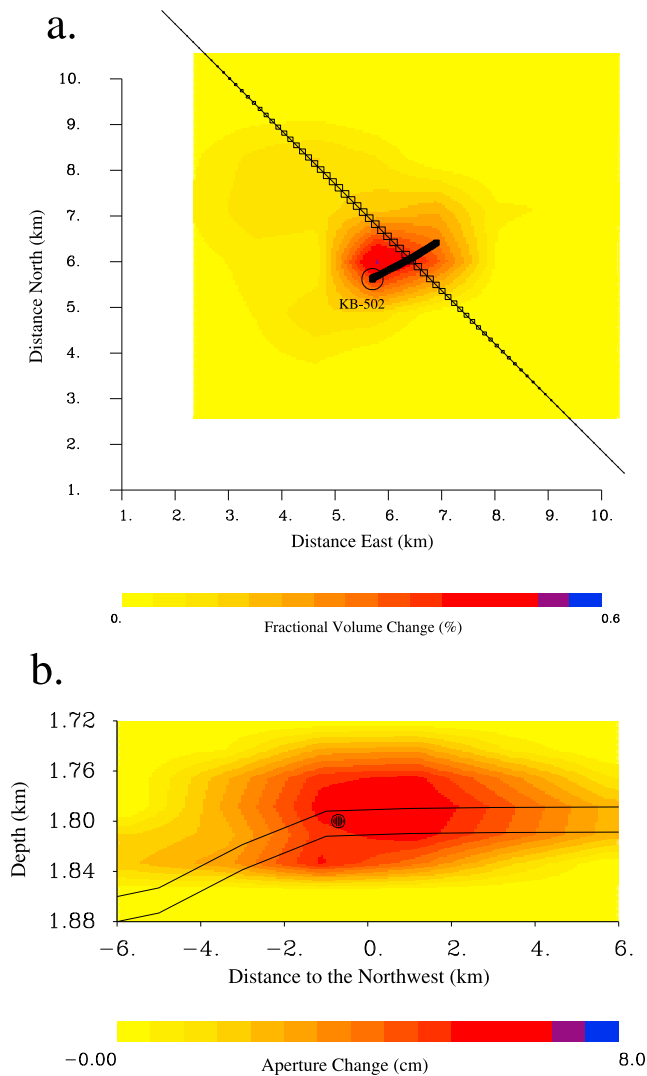 a.
10.
9.
8.
7.
6.
5.
4.
3.
2.
1.
Distance North (km)
KB-502
1. 2. 3. 4. 5. 6. 7. 8. 9. 10.
Distance East (km)
0. 0.6
Fractional Volume Change (%)
b.
1.72
1.76
1.80
1.84
1.88
Depth (km)
−6. −4. −2. 0. 2. 4. 6.
Distance to the Northwest (km)
−0.00 8.0
Aperture Change (cm)